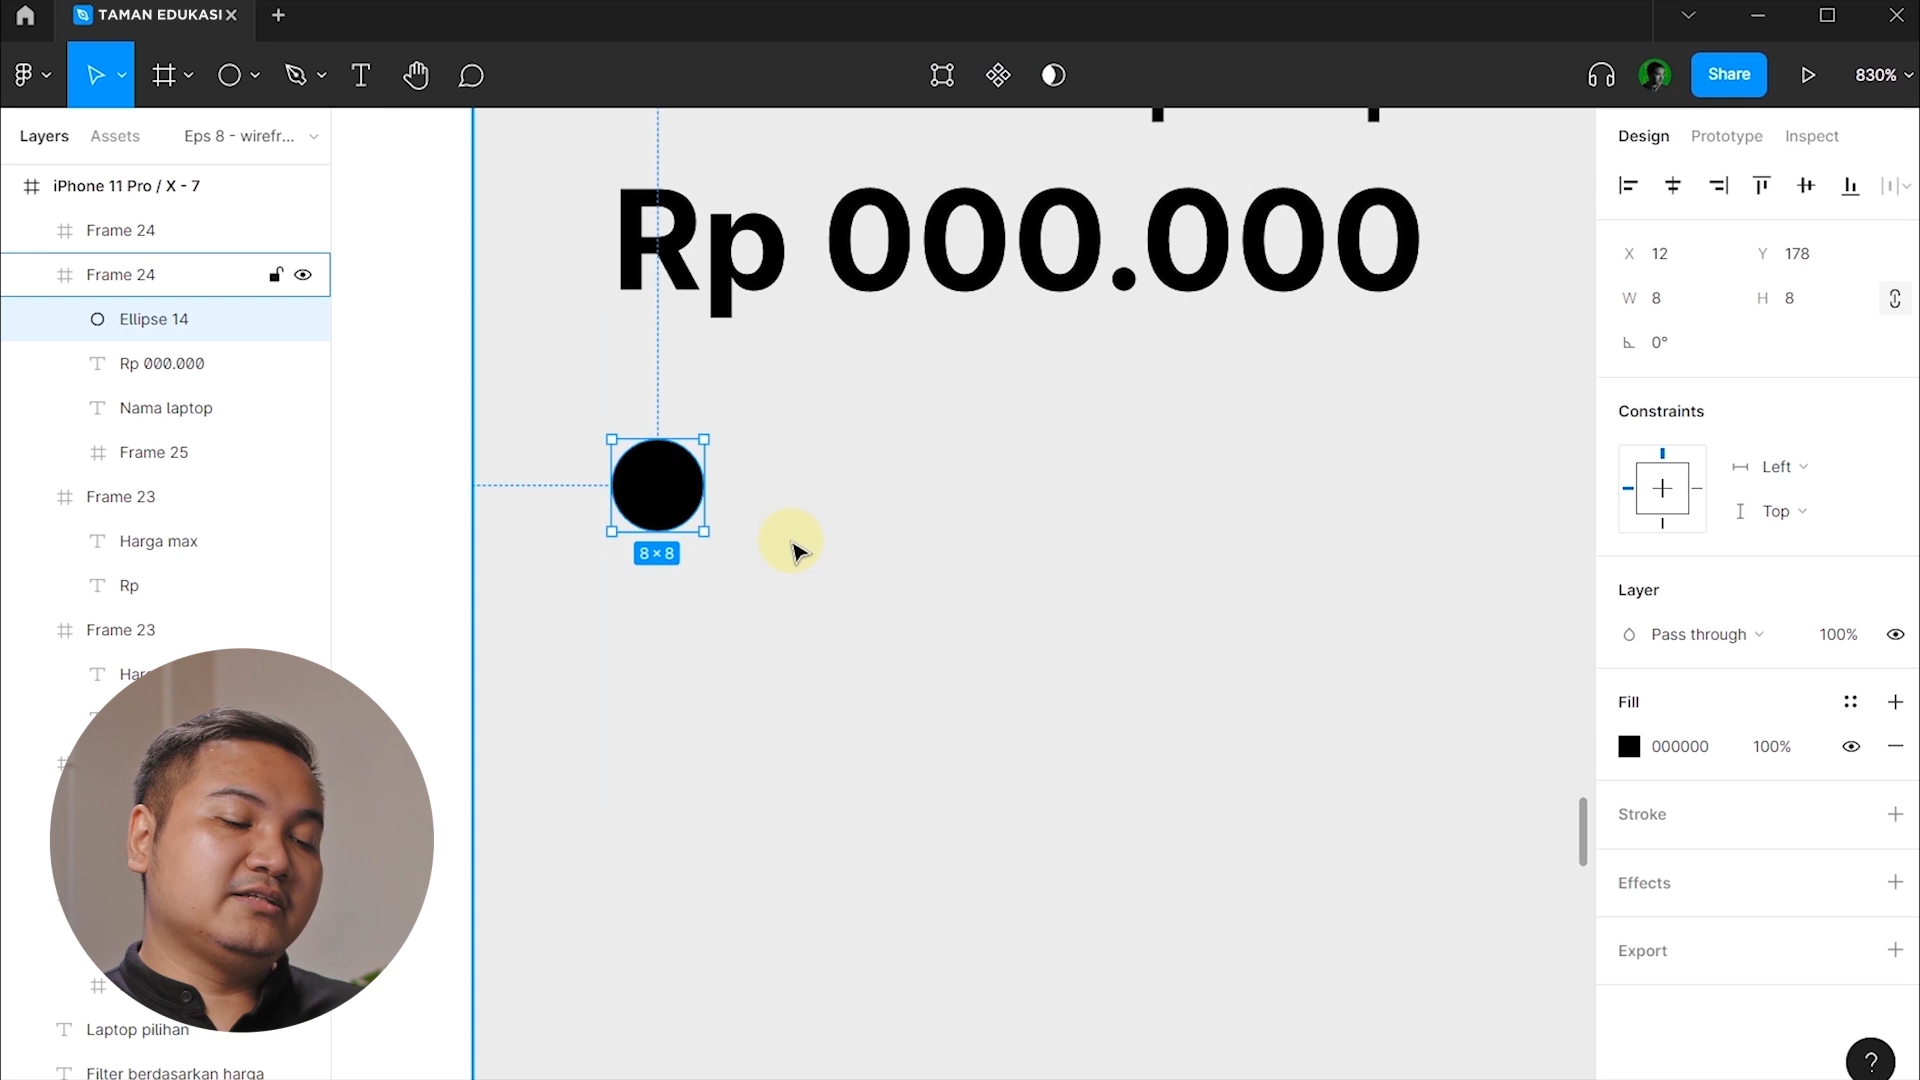 TAMAN EDUKASI
Share
830%
Layers
Assets
Eps 8 - wirefr...
iPhone 11 Pro / X - 7
Frame 24
Frame 24
Ellipse 14
Rp 000.000
Nama laptop
Frame 25
Frame 23
Harga max
Rp
Frame 23
Laptop pilihan
Filter berdasarkan harga
Rp 000.000
8 × 8
Design
Prototype
Inspect
X 12
Y 178
W 8
H 8
0°
Constraints
Left
Top
Layer
Pass through
100%
Fill
000000
100%
Stroke
Effects
Export
?